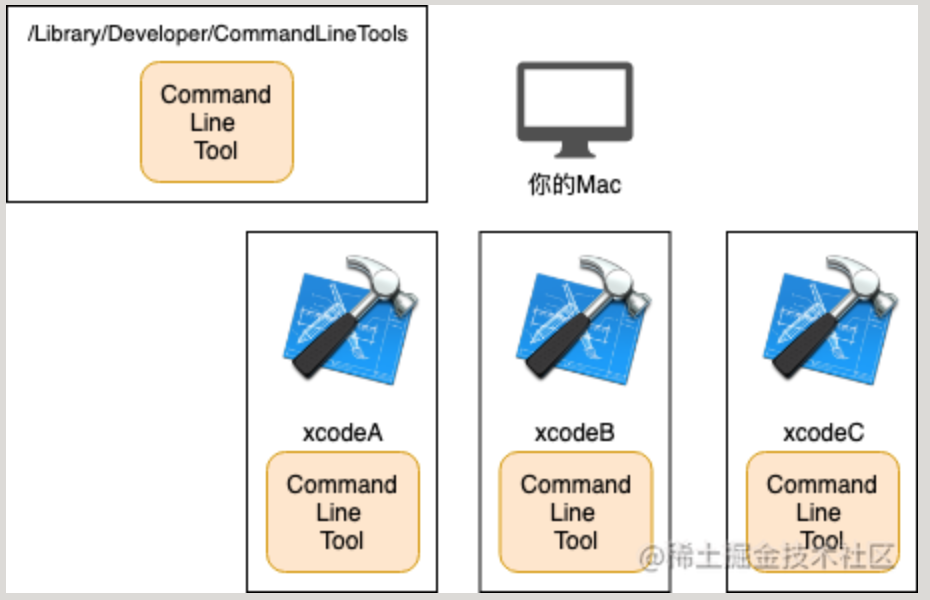 /Library/Developer/CommandLineTools
Command
Line
Tool
你的Mac
xcodeA
Command
Line
Tool
xcodeB
Command
Line
Tool
xcodeC
Command
Line
Tool
@稀土掘金技术社区